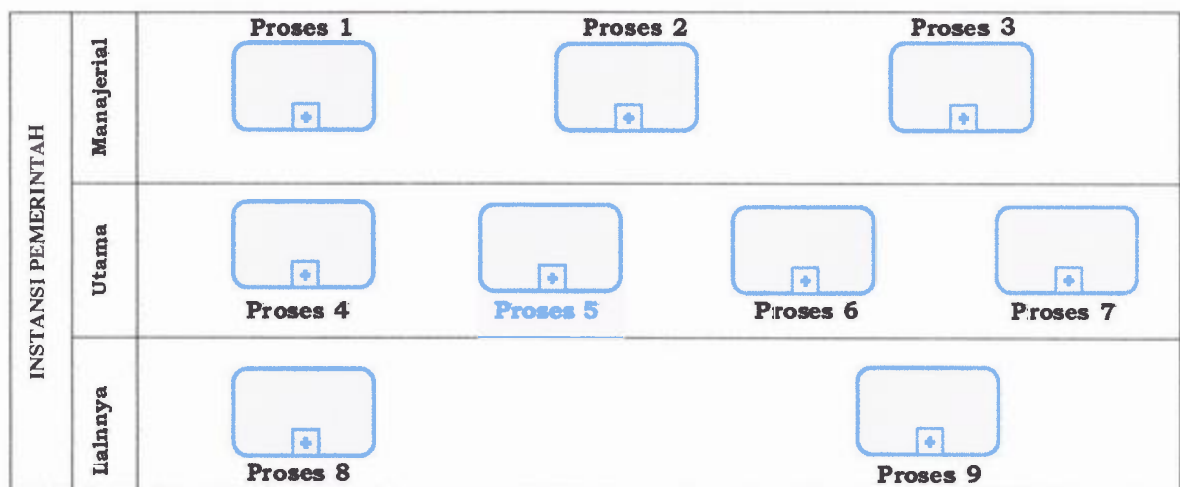 INSTANSI PEMERINTAH
Manajerial
Proses 1
Proses 2
Proses 3
Utama
Proses 4
Proses 5
Proses 6
Proses 7
Lainnya
Proses 8
Proses 9